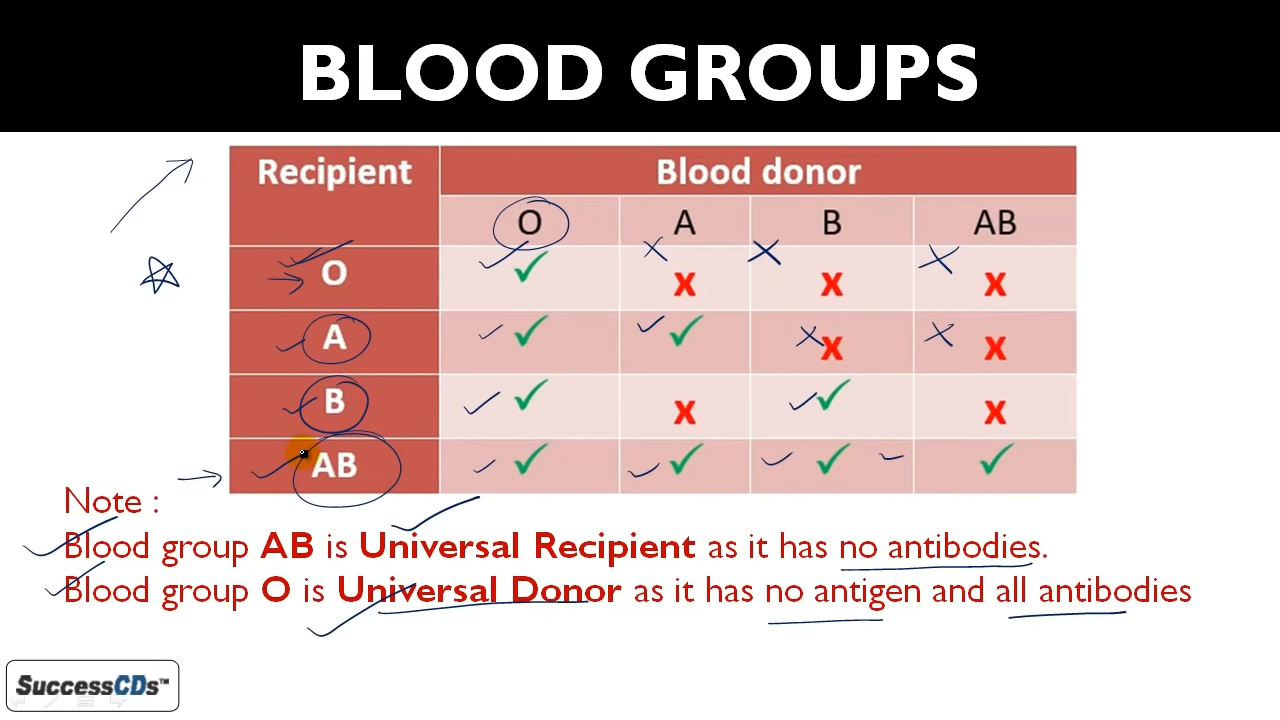 BLOOD GROUPS
Recipient Blood donor
O A B AB
O ✓ X X X
A ✓ ✓ X X
B ✓ X ✓ X
AB ✓ ✓ ✓ ✓
Note :
Blood group AB is Universal Recipient as it has no antibodies.
Blood group O is Universal Donor as it has no antigen and all antibodies
SuccessCDs™